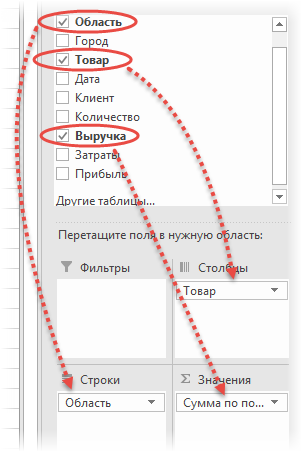 Область
Город
Товар
Дата
Клиент
Количество
Выручка
Затраты
Прибыль
Другие таблицы...
Перетащите поля в нужную область:
Фильтры
Столбцы
Товар
Строки
Σ Значения
Область
Сумма по по...